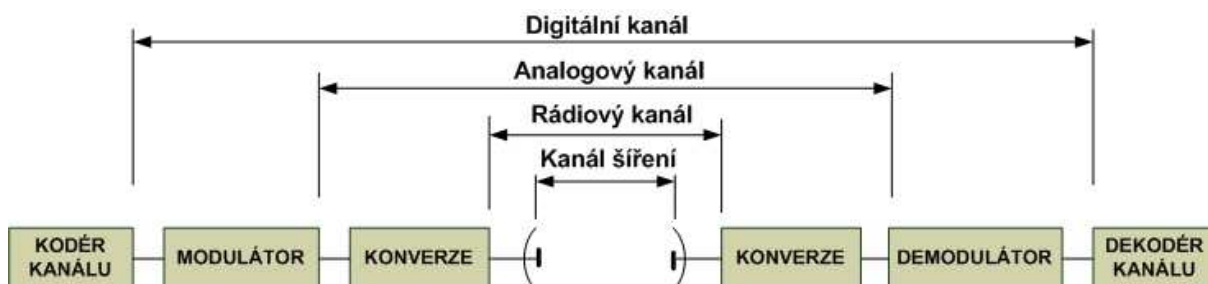 Digitální kanál
Analogový kanál
Rádiový kanál
Kanál šíření
KODÉR
KANÁLU
MODULÁTOR
KONVERZE
KONVERZE
DEMODULÁTOR
DEKODÉR
KANÁLU